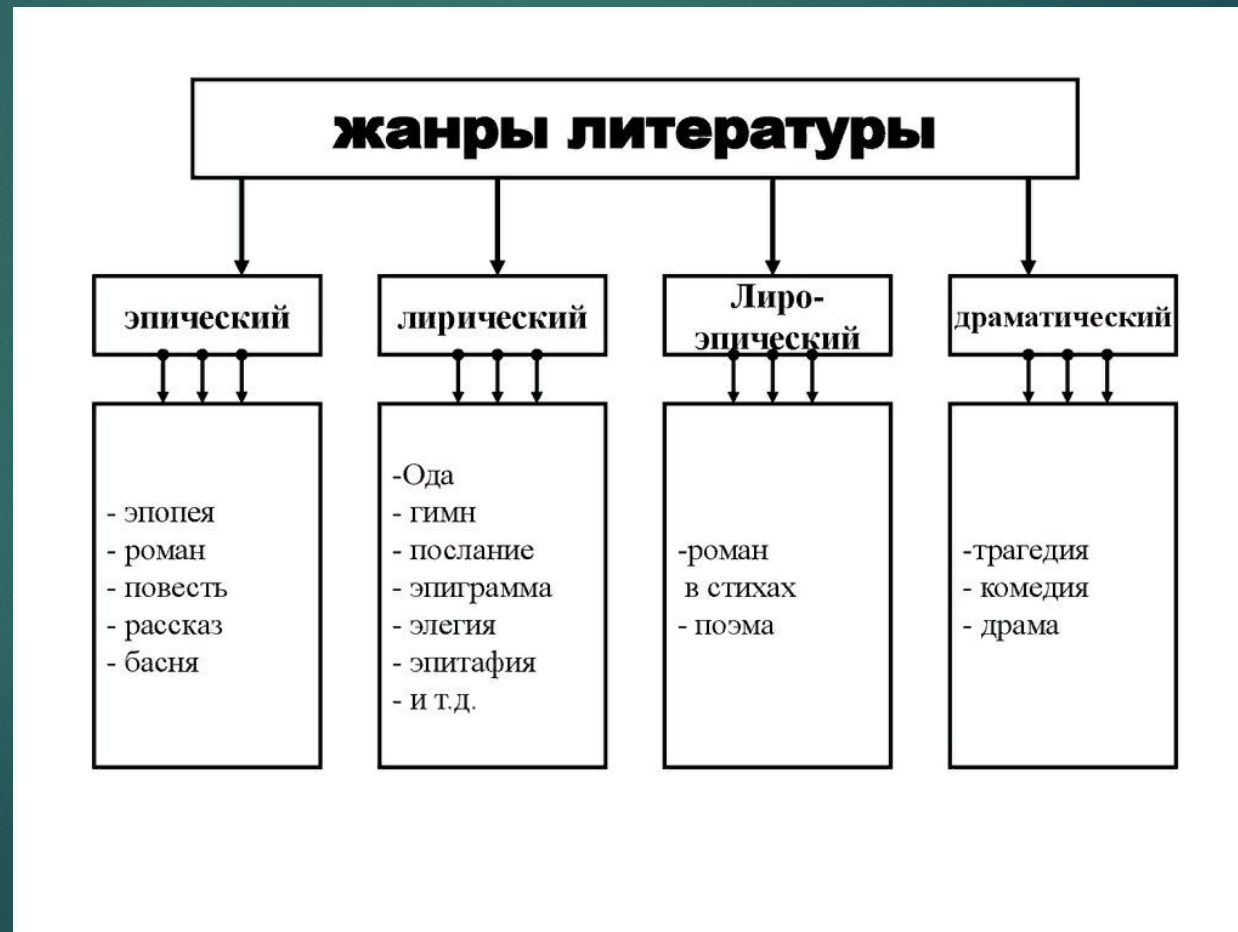 жанры литературы
эпический
лирический
Лиро-
эпический
драматический
- эпопея
- роман
- повесть
- рассказ
- басня
-Ода
- гимн
- послание
- эпиграмма
- элегия
- эпитафия
- и т.д.
-роман
в стихах
- поэма
-трагедия
- комедия
- драма